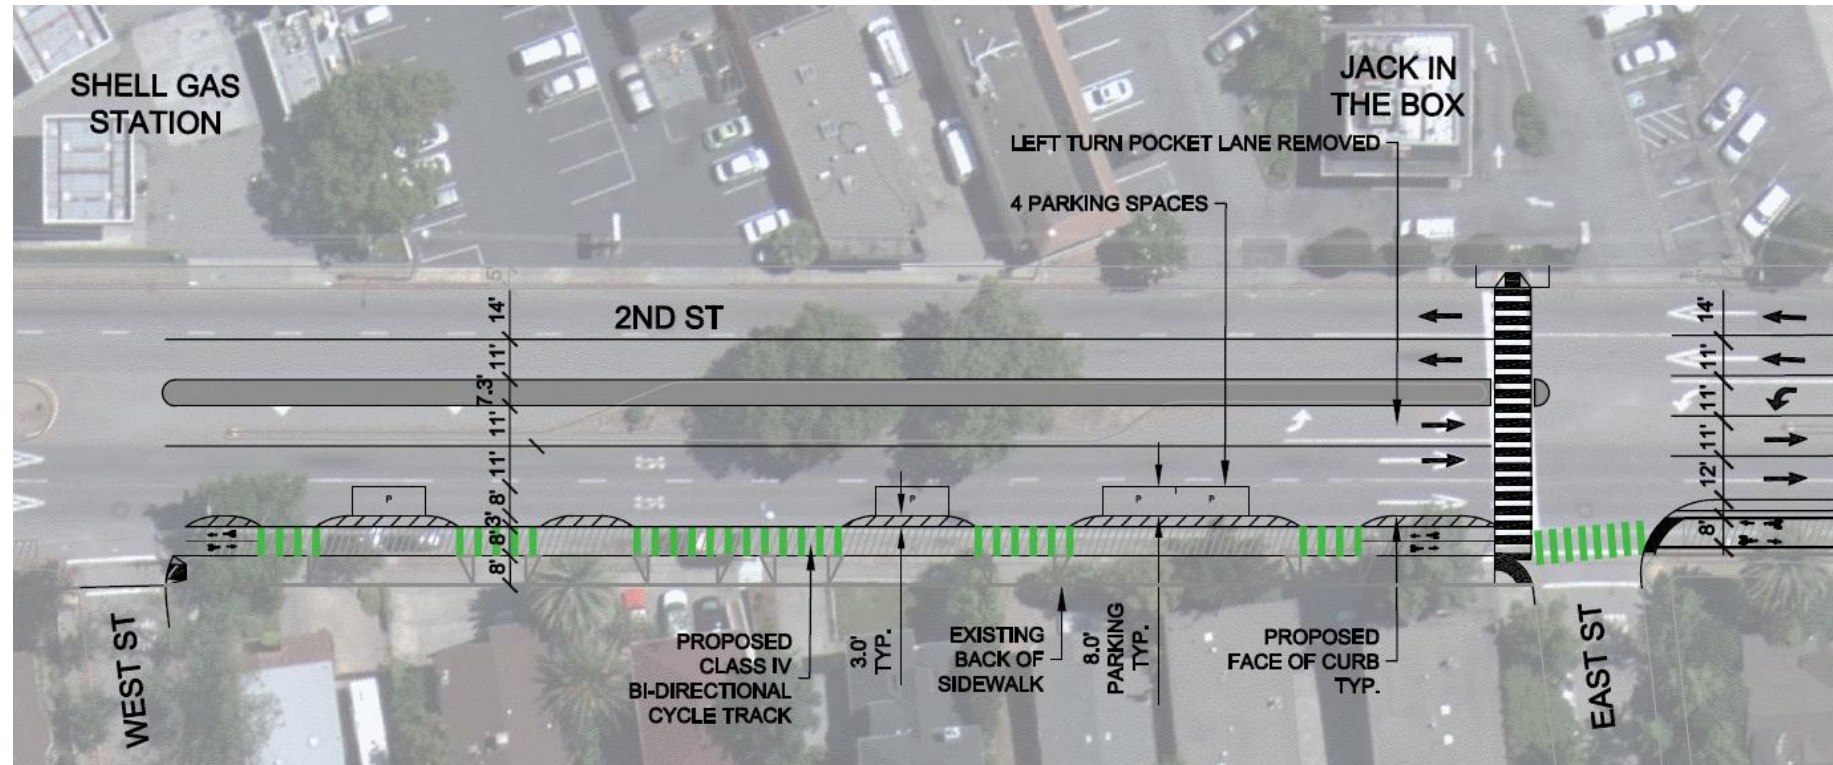 SHELL GAS
STATION
JACK IN
THE BOX
LEFT TURN POCKET LANE REMOVED
4 PARKING SPACES
2ND ST
5'
14'
11'
7.3'
11'
11'
8'
3'
8'
8'
14'
11'
11'
11'
12'
8'
P
P
P
P
WEST ST
PROPOSED
CLASS IV
BI-DIRECTIONAL
CYCLE TRACK
3.0'
TYP.
EXISTING
BACK OF
SIDEWALK
8.0'
PARKING
TYP.
PROPOSED
FACE OF CURB
TYP.
EAST ST